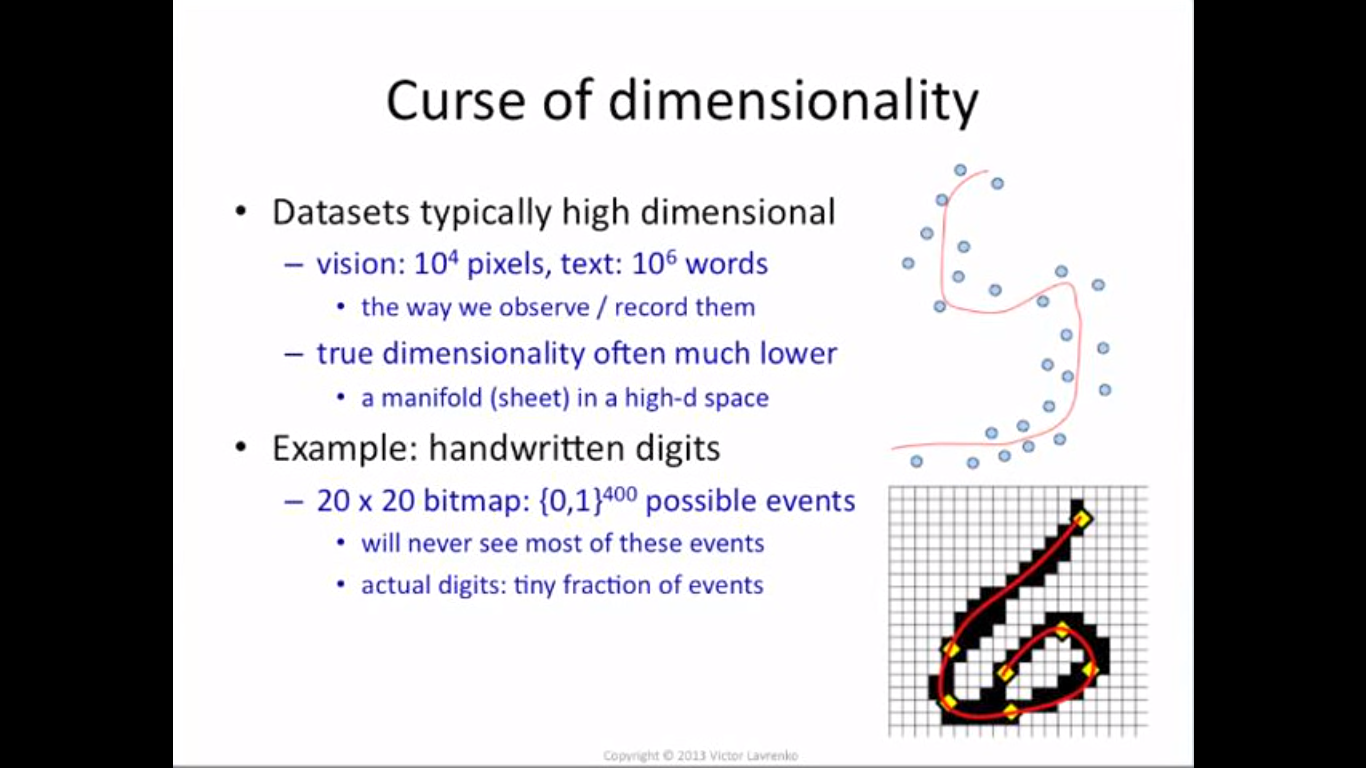 Curse of dimensionality
• Datasets typically high dimensional
– vision: 10⁴ pixels, text: 10⁶ words
• the way we observe / record them
– true dimensionality often much lower
• a manifold (sheet) in a high-d space
• Example: handwritten digits
– 20 x 20 bitmap: {0,1}⁴⁰⁰ possible events
• will never see most of these events
• actual digits: tiny fraction of events
Copyright © 2013 Victor Lavrenko